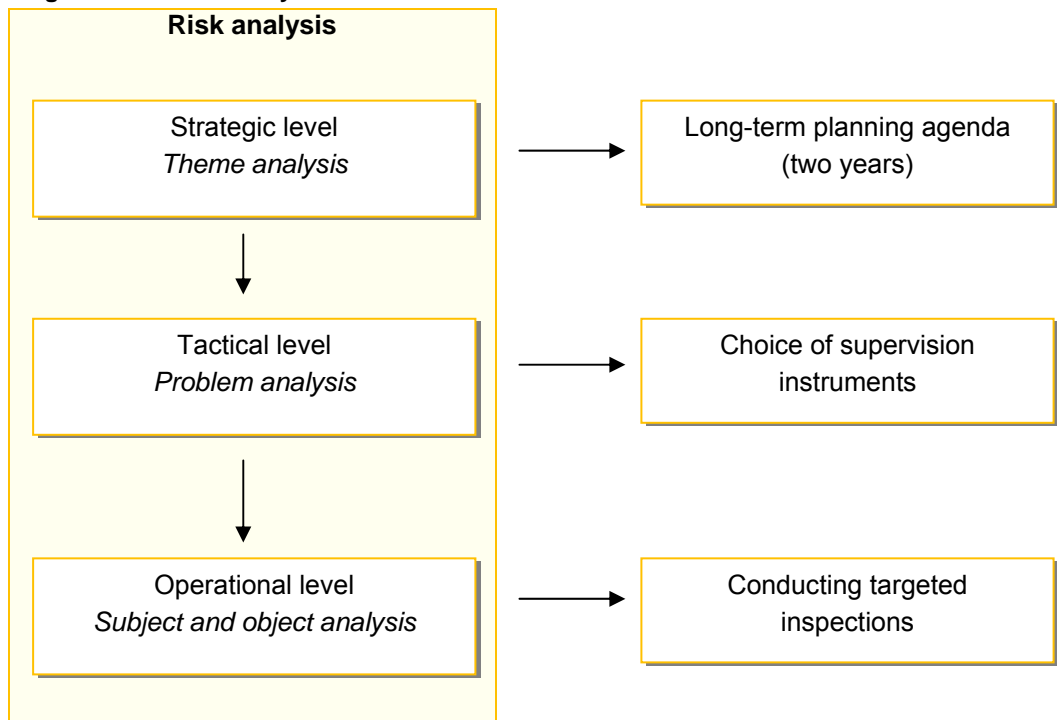 Risk analysis
Strategic level
Theme analysis
Long-term planning agenda
(two years)
Tactical level
Problem analysis
Choice of supervision
instruments
Operational level
Subject and object analysis
Conducting targeted
inspections